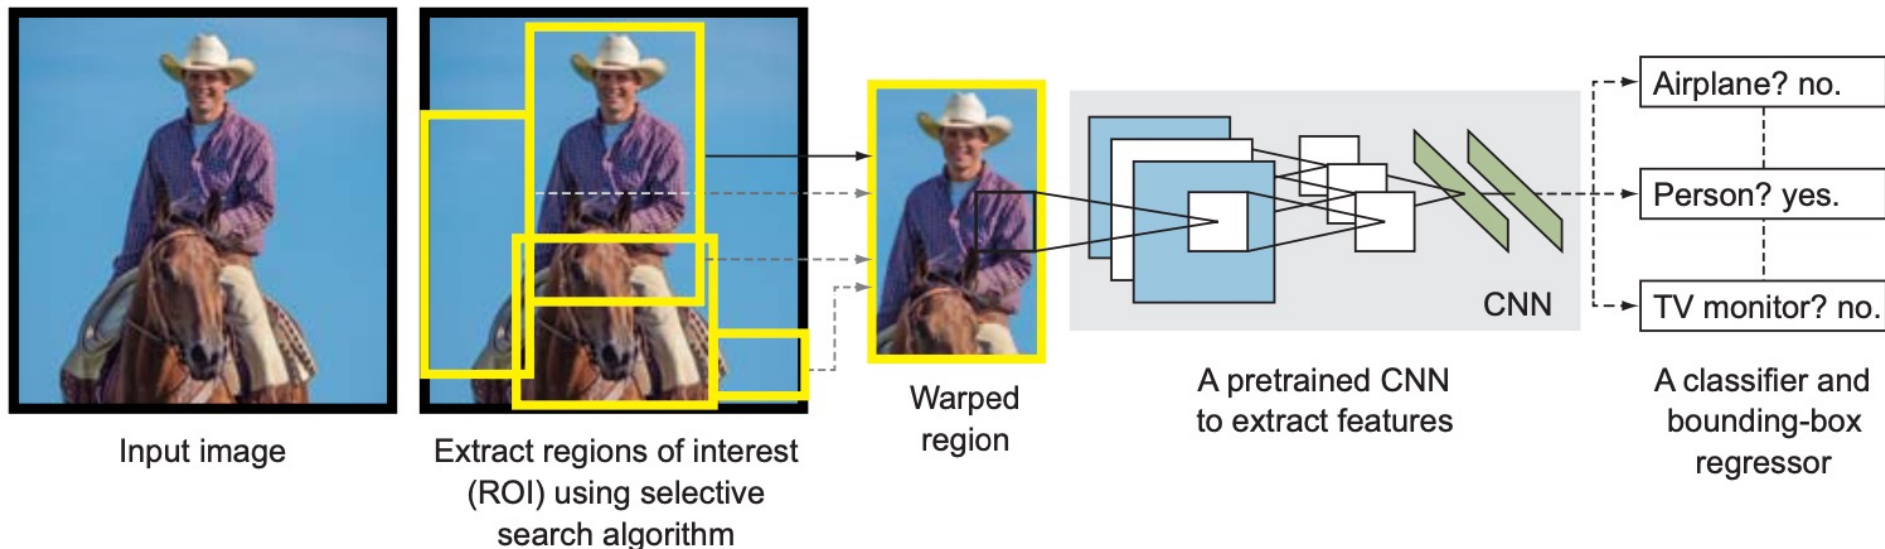 Input image
Extract regions of interest
(ROI) using selective
search algorithm
Warped
region
CNN
A pretrained CNN
to extract features
Airplane? no.
Person? yes.
TV monitor? no.
A classifier and
bounding-box
regressor